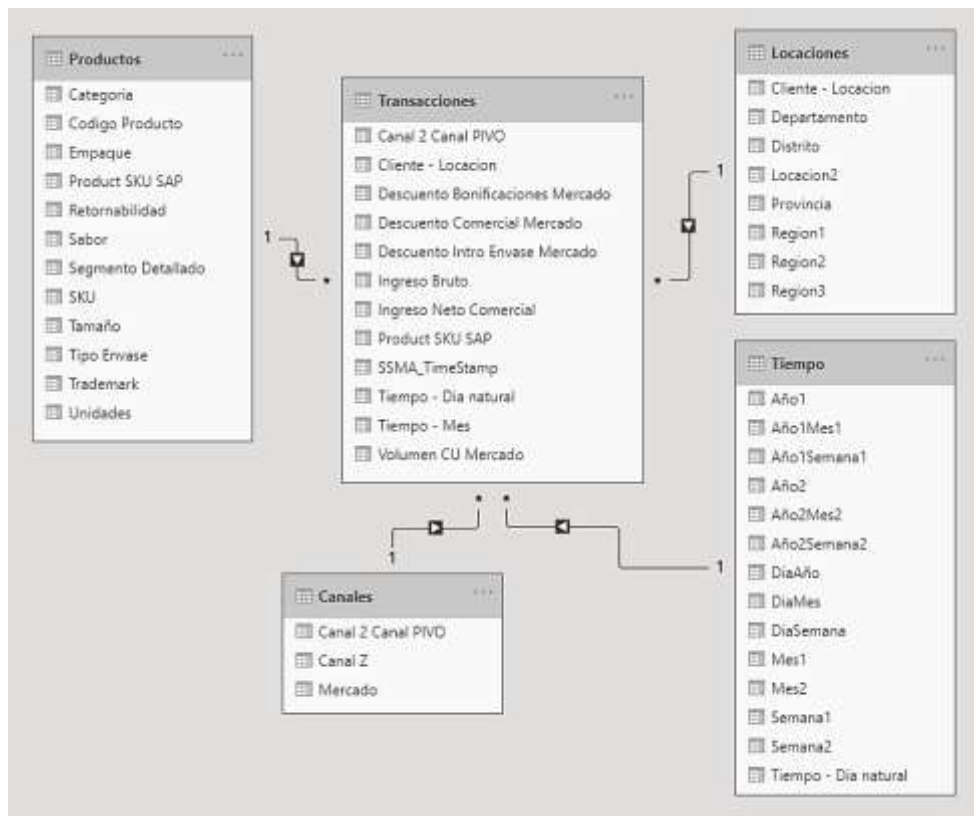 Productos
Categoria
Codigo Producto
Empaque
Product SKU SAP
Retornabilidad
Sabor
Segmento Detallado
SKU
Tamaño
Tipo Envase
Trademark
Unidades
1
*
Transacciones
Canal 2 Canal PIVO
Cliente - Locacion
Descuento Bonificaciones Mercado
Descuento Comercial Mercado
Descuento Intro Envase Mercado
Ingreso Bruto
Ingreso Neto Comercial
Product SKU SAP
SSMA_TimeStamp
Tiempo - Dia natural
Tiempo - Mes
Volumen CU Mercado
1
*
Locaciones
Cliente - Locacion
Departamento
Distrito
Locacion2
Provincia
Region1
Region2
Region3
*
1
Canales
Canal 2 Canal PIVO
Canal Z
Mercado
*
1
Tiempo
Año1
Año1Mes1
Año1Semana1
Año2
Año2Mes2
Año2Semana2
DiaAño
DiaMes
DiaSemana
Mes1
Mes2
Semana1
Semana2
Tiempo - Dia natural